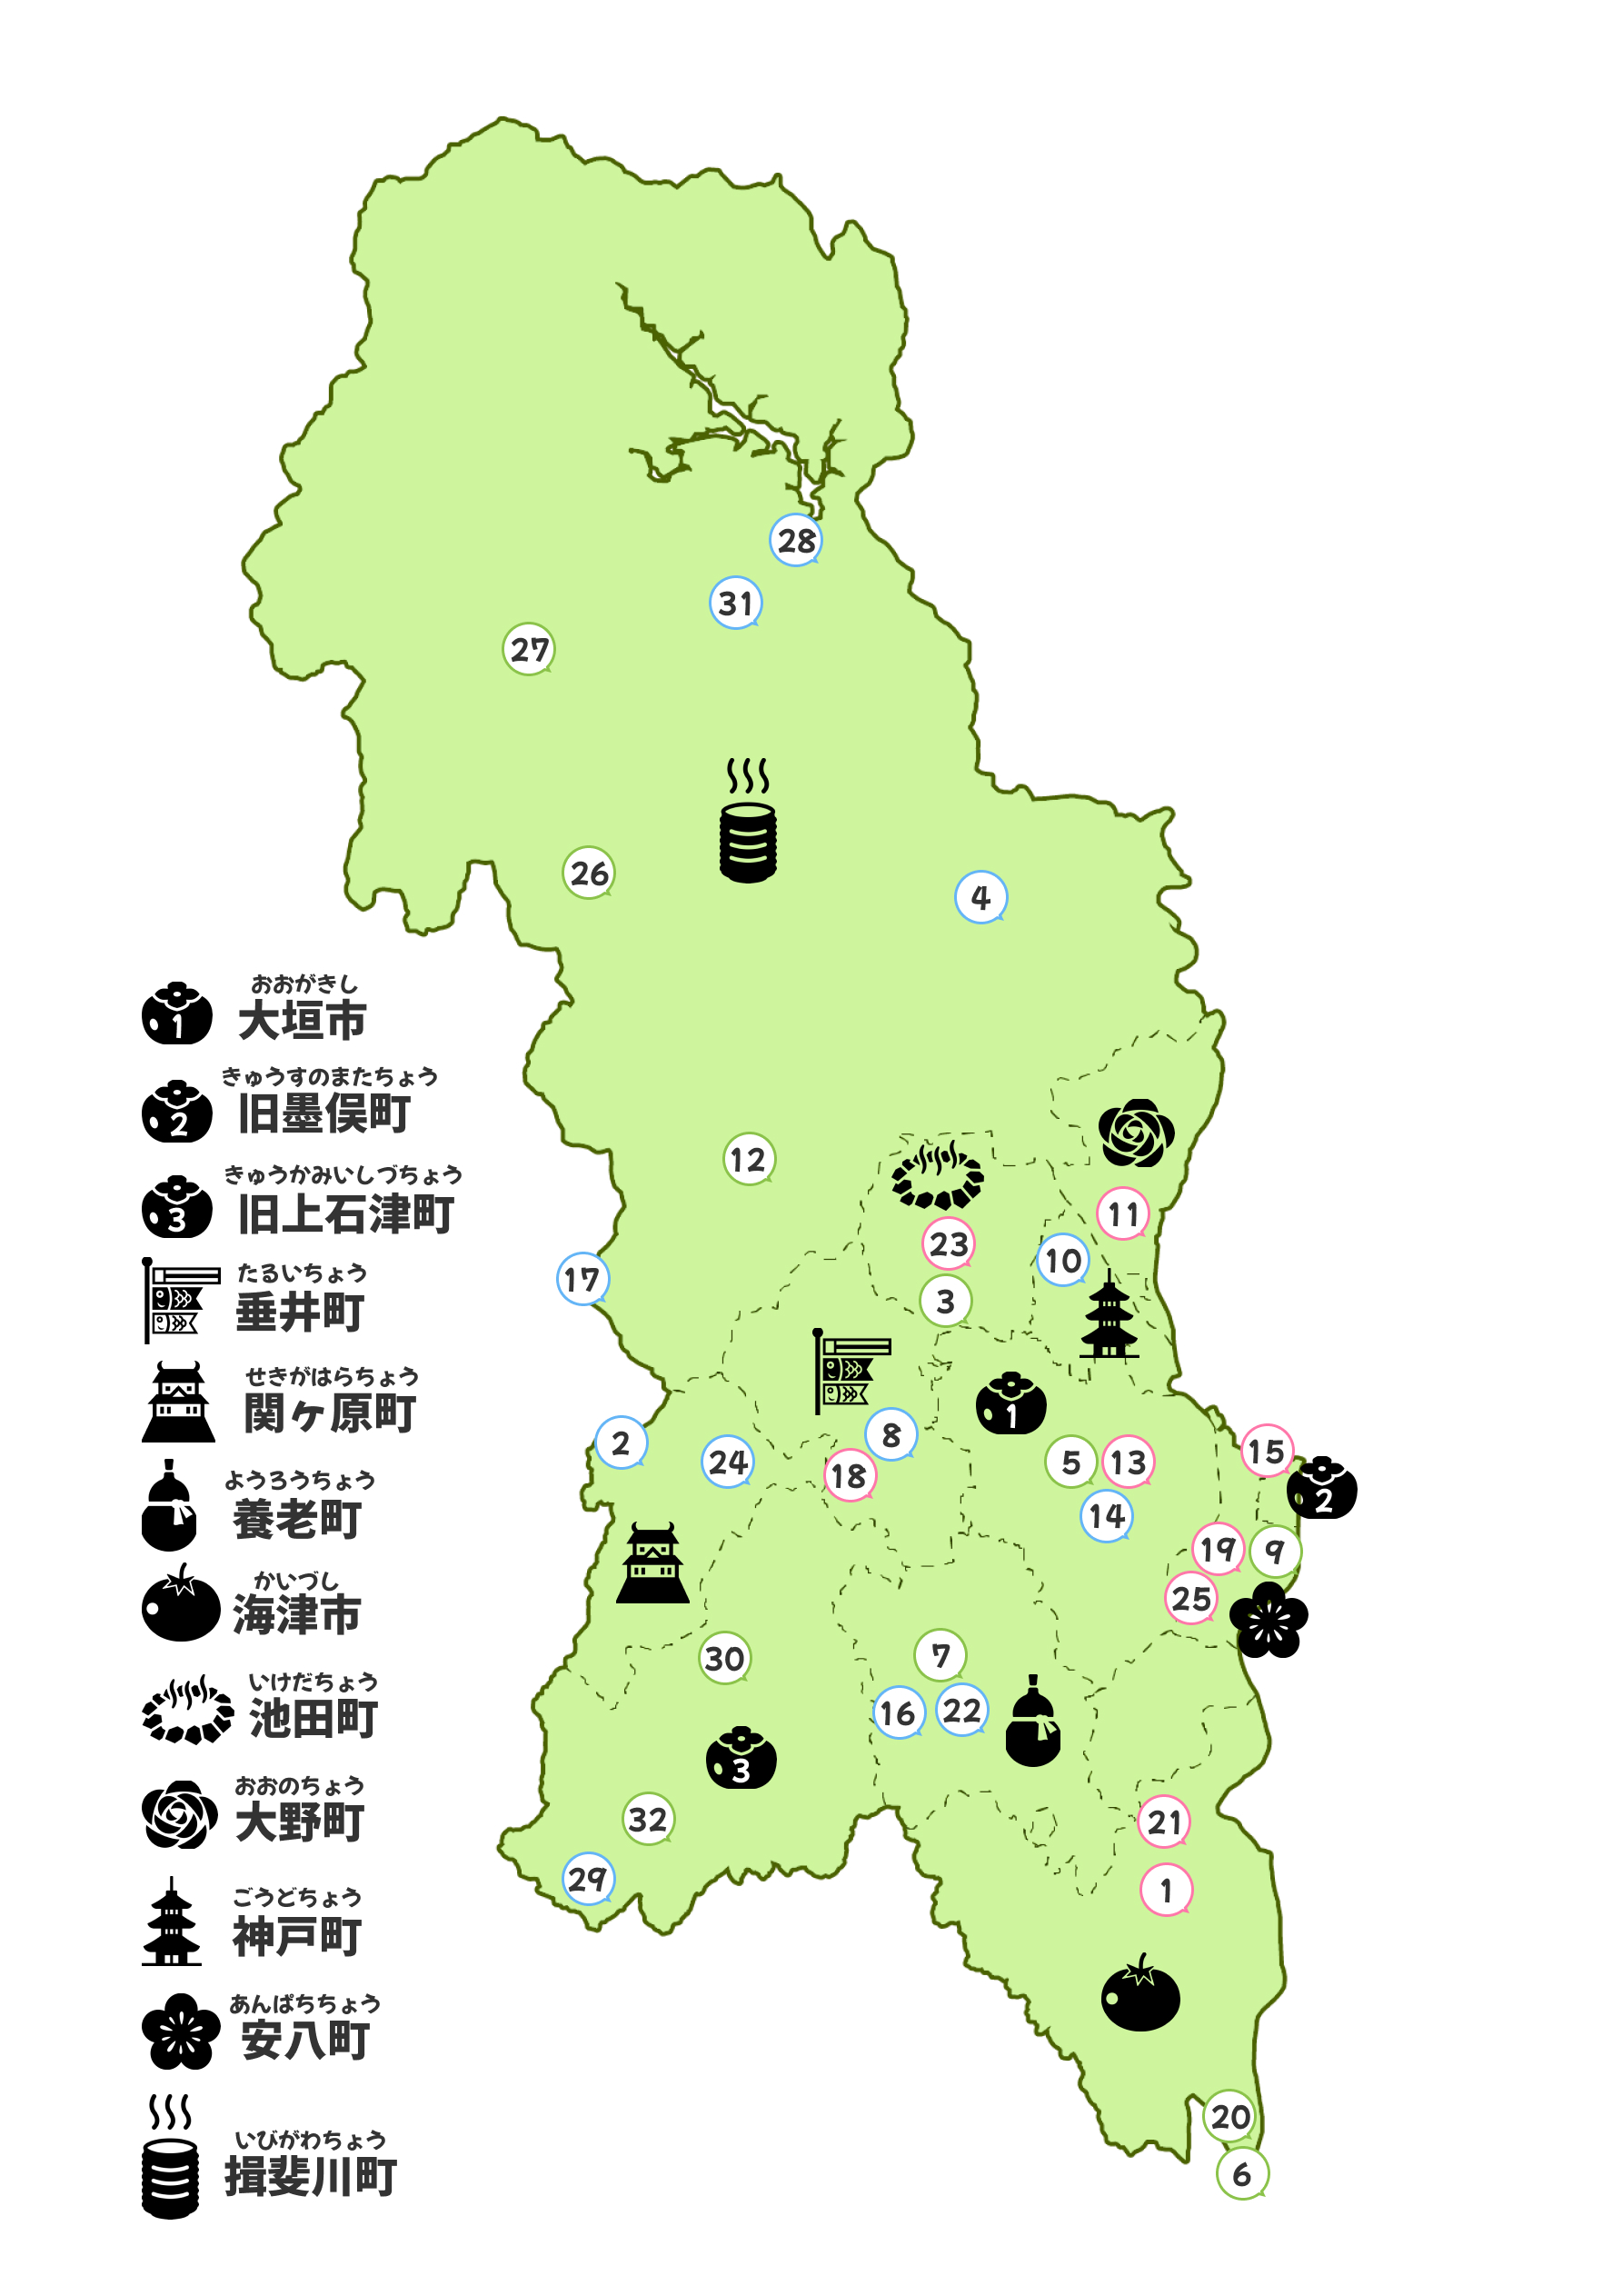 28
31
27
26
4
12
17
11
23
10
3
1
2
24
8
18
5
13
14
15
2
19
9
25
30
7
16
22
3
32
29
21
1
20
6
1
おおがきし
大垣市
2
きゅうすのまたちょう
旧墨俣町
3
きゅうかみいしづちょう
旧上石津町
たるいちょう
垂井町
せきがはらちょう
関ヶ原町
ようろうちょう
養老町
かいづし
海津市
いけだちょう
池田町
おおのちょう
大野町
ごうどちょう
神戸町
あんぱちちょう
安八町
いびがわちょう
揖斐川町